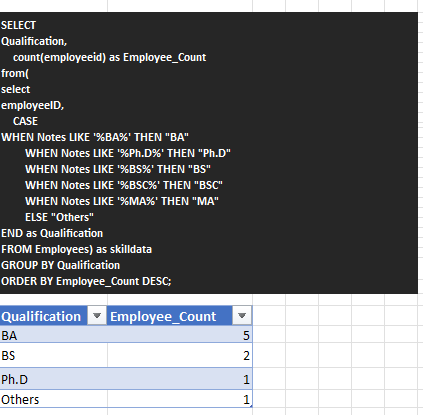 SELECT
Qualification,
count(employeeid) as Employee_Count
from(
select
employeeID,
CASE
WHEN Notes LIKE '%BA%' THEN "BA"
WHEN Notes LIKE '%Ph.D%' THEN "Ph.D"
WHEN Notes LIKE '%BS%' THEN "BS"
WHEN Notes LIKE '%BSC%' THEN "BSC"
WHEN Notes LIKE '%MA%' THEN "MA"
ELSE "Others"
END as Qualification
FROM Employees) as skilldata
GROUP BY Qualification
ORDER BY Employee_Count DESC;
Qualification Employee_Count
BA 5
BS 2
Ph.D 1
Others 1